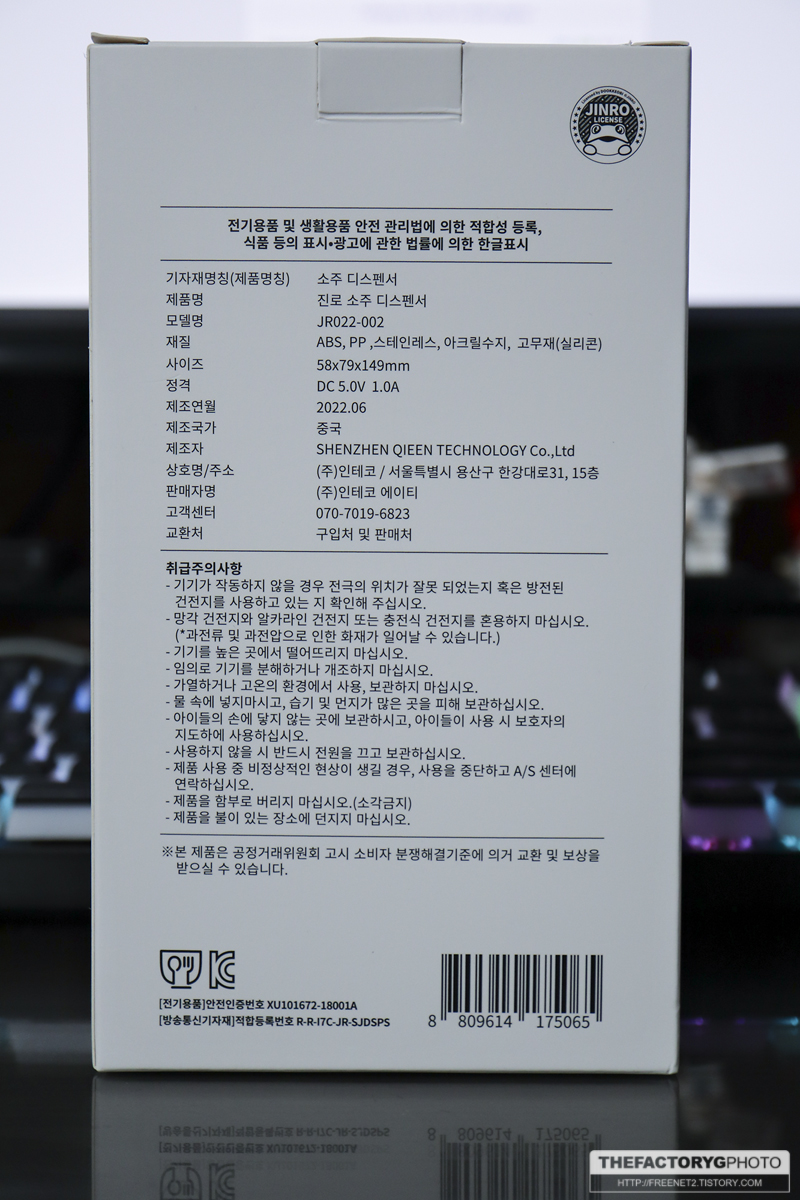 Licensed by DOOKKEOBI & JINRO
JINRO
LICENSE
전기용품 및 생활용품 안전 관리법에 의한 적합성 등록,
식품 등의 표시•광고에 관한 법률에 의한 한글표시
기자재명칭(제품명칭) 소주 디스펜서
제품명 진로 소주 디스펜서
모델명 JR022-002
재질 ABS, PP ,스테인레스, 아크릴수지, 고무재(실리콘)
사이즈 58x79x149mm
정격 DC 5.0V 1.0A
제조연월 2022.06
제조국가 중국
제조자 SHENZHEN QIEEN TECHNOLOGY Co.,Ltd
상호명/주소 (주)인테코 / 서울특별시 용산구 한강대로31, 15층
판매자명 (주)인테코 에이티
고객센터 070-7019-6823
교환처 구입처 및 판매처
취급주의사항
- 기기가 작동하지 않을 경우 전극의 위치가 잘못 되었는지 혹은 방전된
건전지를 사용하고 있는 지 확인해 주십시오.
- 망각 건전지와 알카라인 건전지 또는 충전식 건전지를 혼용하지 마십시오.
(*과전류 및 과전압으로 인한 화재가 일어날 수 있습니다.)
- 기기를 높은 곳에서 떨어뜨리지 마십시오.
- 임의로 기기를 분해하거나 개조하지 마십시오.
- 가열하거나 고온의 환경에서 사용, 보관하지 마십시오.
- 물 속에 넣지마시고, 습기 및 먼지가 많은 곳을 피해 보관하십시오.
- 아이들의 손에 닿지 않는 곳에 보관하시고, 아이들이 사용 시 보호자의
지도하에 사용하십시오.
- 사용하지 않을 시 반드시 전원을 끄고 보관하십시오.
- 제품 사용 중 비정상적인 현상이 생길 경우, 사용을 중단하고 A/S 센터에
연락하십시오.
- 제품을 함부로 버리지 마십시오.(소각금지)
- 제품을 불이 있는 장소에 던지지 마십시오.
※본 제품은 공정거래위원회 고시 소비자 분쟁해결기준에 의거 교환 및 보상을
받으실 수 있습니다.
[전기용품]안전인증번호 XU101672-18001A
[방송통신기자재]적합등록번호 R-R-I7C-JR-SJDSPS
8 809614 175065
THEFACTORYGPHOTO
HTTP://FREENET2.TISTORY.COM